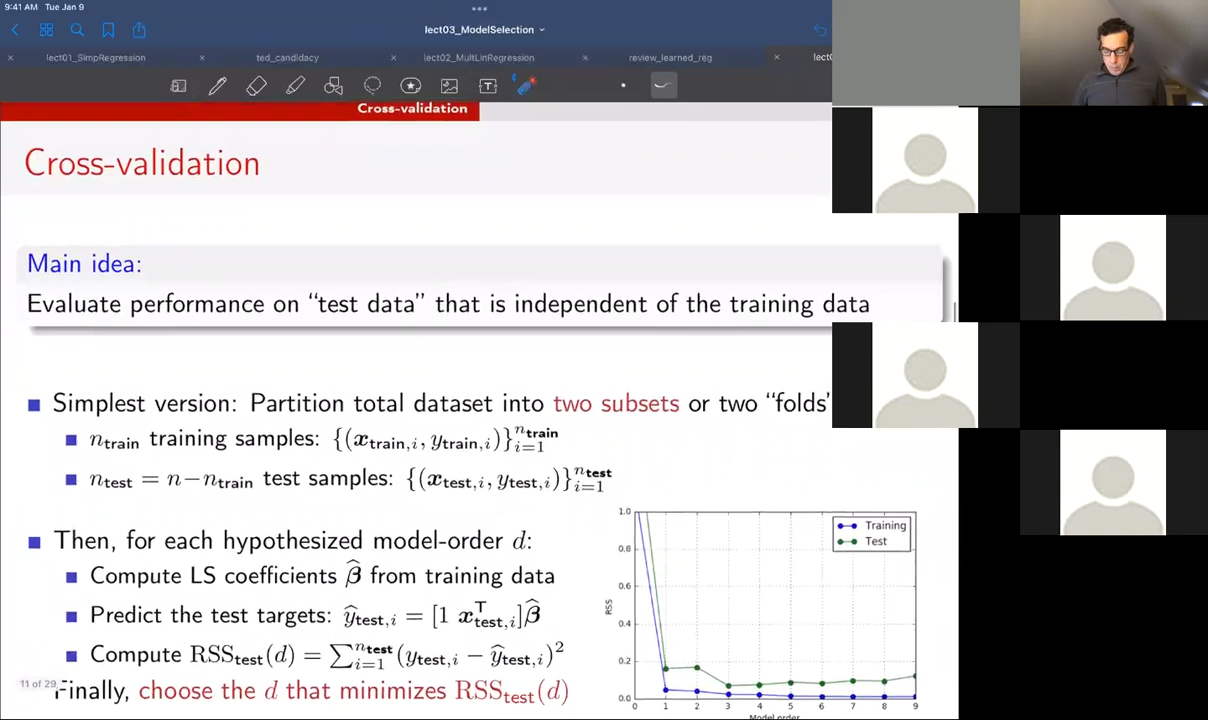 9:41 AM Tue Jan 9
lect03_ModelSelection
lect01_SimpRegression
ted_candidacy
lect02_MultLinRegression
review_learned_reg
lect0
T
Cross-validation
Cross-validation
Main idea:
Evaluate performance on “test data” that is independent of the training data
Simplest version: Partition total dataset into two subsets or two “folds”
n_train training samples: {(x_train,i, y_train,i)}_{i=1}^{n_train}
n_test = n−n_train test samples: {(x_test,i, y_test,i)}_{i=1}^{n_test}
Then, for each hypothesized model-order d:
Compute LS coefficients β̂ from training data
Predict the test targets: ŷ_test,i = [1 x_test,i^T]β̂
Compute RSS_test(d) = ∑_{i=1}^{n_test}(y_test,i − ŷ_test,i)²
11 of 29
Finally, choose the d that minimizes RSS_test(d)
Training
Test
1.0
0.8
0.6
0.4
0.2
0.0
RSS
0 1 2 3 4 5 6 7 8 9
Model order